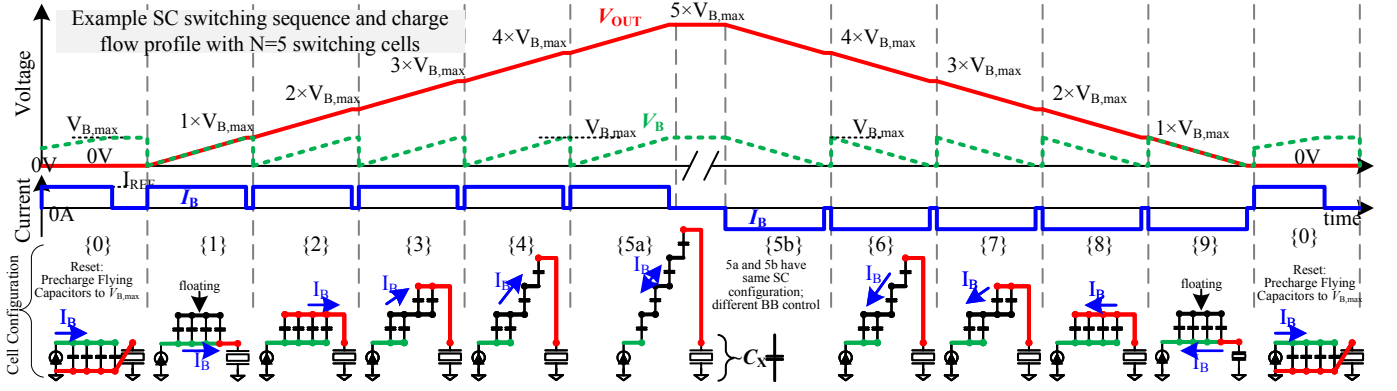 Example SC switching sequence and charge
flow profile with N=5 switching cells
Voltage
V_OUT
5×V_B,max
4×V_B,max
4×V_B,max
3×V_B,max
3×V_B,max
2×V_B,max
2×V_B,max
1×V_B,max
1×V_B,max
V_B,max
V_B,max
V_B
V_B,max
0V
0V
0V
Current
I_REF
I_B
0A
I_B
time
{0}
{1}
{2}
{3}
{4}
{5a}
{5b}
{6}
{7}
{8}
{9}
{0}
Cell Configuration
Reset:
Precharge Flying
Capacitors to V_B,max
I_B
floating
I_B
I_B
I_B
I_B
I_B
5a and 5b have
same SC
configuration;
different BB control
C_X
I_B
I_B
I_B
floating
I_B
Reset:
Precharge Flying
Capacitors to V_B,max
I_B